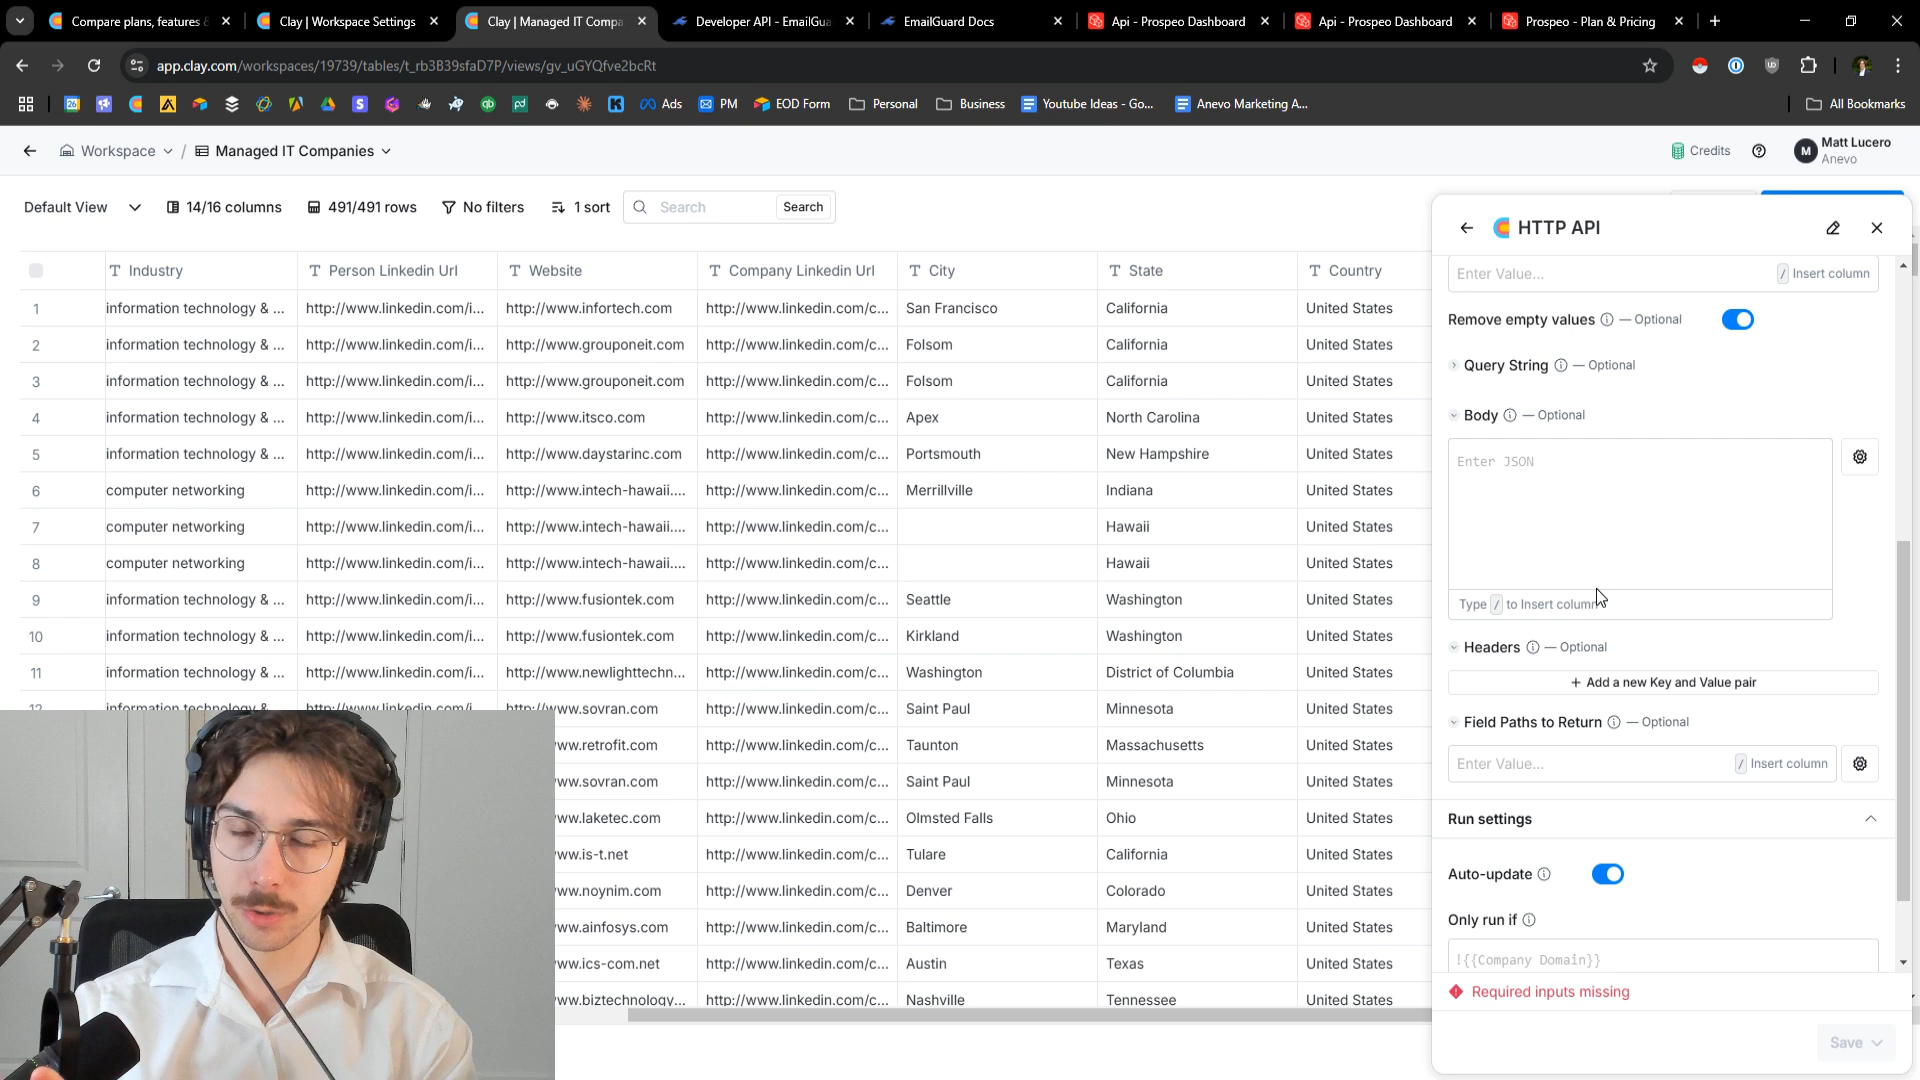 Compare plans, features &
Clay | Workspace Settings
Clay | Managed IT Compa
Developer API - EmailGua
EmailGuard Docs
Api - Prospeo Dashboard
Api - Prospeo Dashboard
Prospeo - Plan & Pricing
app.clay.com/workspaces/19739/tables/t_rb3B39sfaD7P/views/gv_uGYQfve2bcRt
Ads PM EOD Form Personal Business Youtube Ideas - Go... Anevo Marketing A... All Bookmarks
Workspace / Managed IT Companies
Credits
M Matt Lucero
Anevo
Default View 14/16 columns 491/491 rows No filters 1 sort Search Search
Industry Person Linkedin Url Website Company Linkedin Url City State Country
1 information technology & ... http://www.linkedin.com/i... http://www.infortech.com http://www.linkedin.com/c... San Francisco California United States
2 information technology & ... http://www.linkedin.com/i... http://www.grouponeit.com http://www.linkedin.com/c... Folsom California United States
3 information technology & ... http://www.linkedin.com/i... http://www.grouponeit.com http://www.linkedin.com/c... Folsom California United States
4 information technology & ... http://www.linkedin.com/i... http://www.itsco.com http://www.linkedin.com/c... Apex North Carolina United States
5 information technology & ... http://www.linkedin.com/i... http://www.daystarinc.com http://www.linkedin.com/c... Portsmouth New Hampshire United States
6 computer networking http://www.linkedin.com/i... http://www.intech-hawaii.... http://www.linkedin.com/c... Merrillville Indiana United States
7 computer networking http://www.linkedin.com/i... http://www.intech-hawaii.... http://www.linkedin.com/c... Hawaii United States
8 computer networking http://www.linkedin.com/i... http://www.intech-hawaii.... http://www.linkedin.com/c... Hawaii United States
9 information technology & ... http://www.linkedin.com/i... http://www.fusiontek.com http://www.linkedin.com/c... Seattle Washington United States
10 information technology & ... http://www.linkedin.com/i... http://www.fusiontek.com http://www.linkedin.com/c... Kirkland Washington United States
11 information technology & ... http://www.linkedin.com/i... http://www.newlighttechn... http://www.linkedin.com/c... Washington District of Columbia United States
12 information technology & ... http://www.linkedin.com/i... http://www.sovran.com http://www.linkedin.com/c... Saint Paul Minnesota United States
ww.retrofit.com http://www.linkedin.com/c... Taunton Massachusetts United States
ww.sovran.com http://www.linkedin.com/c... Saint Paul Minnesota United States
ww.laketec.com http://www.linkedin.com/c... Olmsted Falls Ohio United States
ww.is-t.net http://www.linkedin.com/c... Tulare California United States
ww.noynim.com http://www.linkedin.com/c... Denver Colorado United States
ww.ainfosys.com http://www.linkedin.com/c... Baltimore Maryland United States
ww.ics-com.net http://www.linkedin.com/c... Austin Texas United States
ww.biztechnology... http://www.linkedin.com/c... Nashville Tennessee United States
HTTP API
Enter Value... / Insert column
Remove empty values — Optional
Query String — Optional
Body — Optional
Enter JSON
Type / to Insert column
Headers — Optional
+ Add a new Key and Value pair
Field Paths to Return — Optional
Enter Value... / Insert column
Run settings
Auto-update
Only run if
!{{Company Domain}}
Required inputs missing
Save